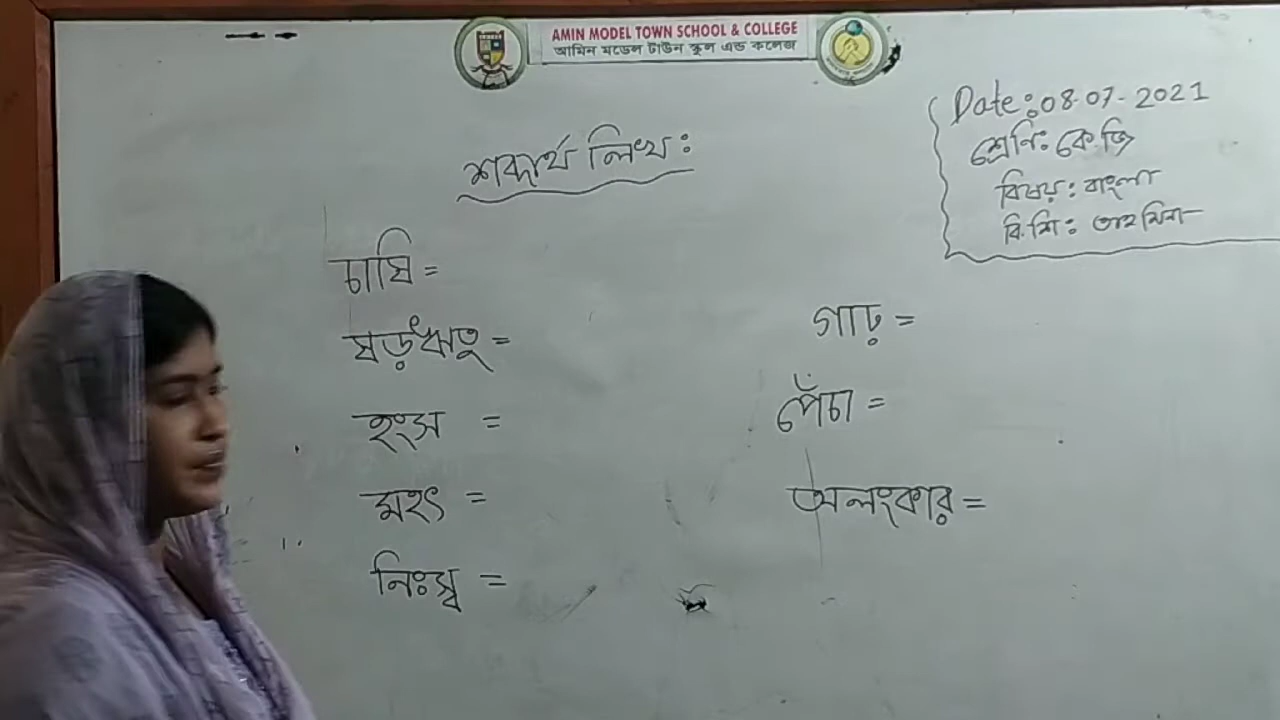 AMIN MODEL TOWN SCHOOL & COLLEGE
আমিন মডেল টাউন স্কুল এন্ড কলেজ
Date: 08-07-2021
শ্রেণি: কে.জি
বিষয়: বাংলা
বি.শি: তাহমিনা
শব্দার্থ লিখ:
চাষি =
ষড়ঋতু =
হংস =
মহৎ =
নিঃস্ব =
গাঢ় =
পেঁচা =
অলংকার =